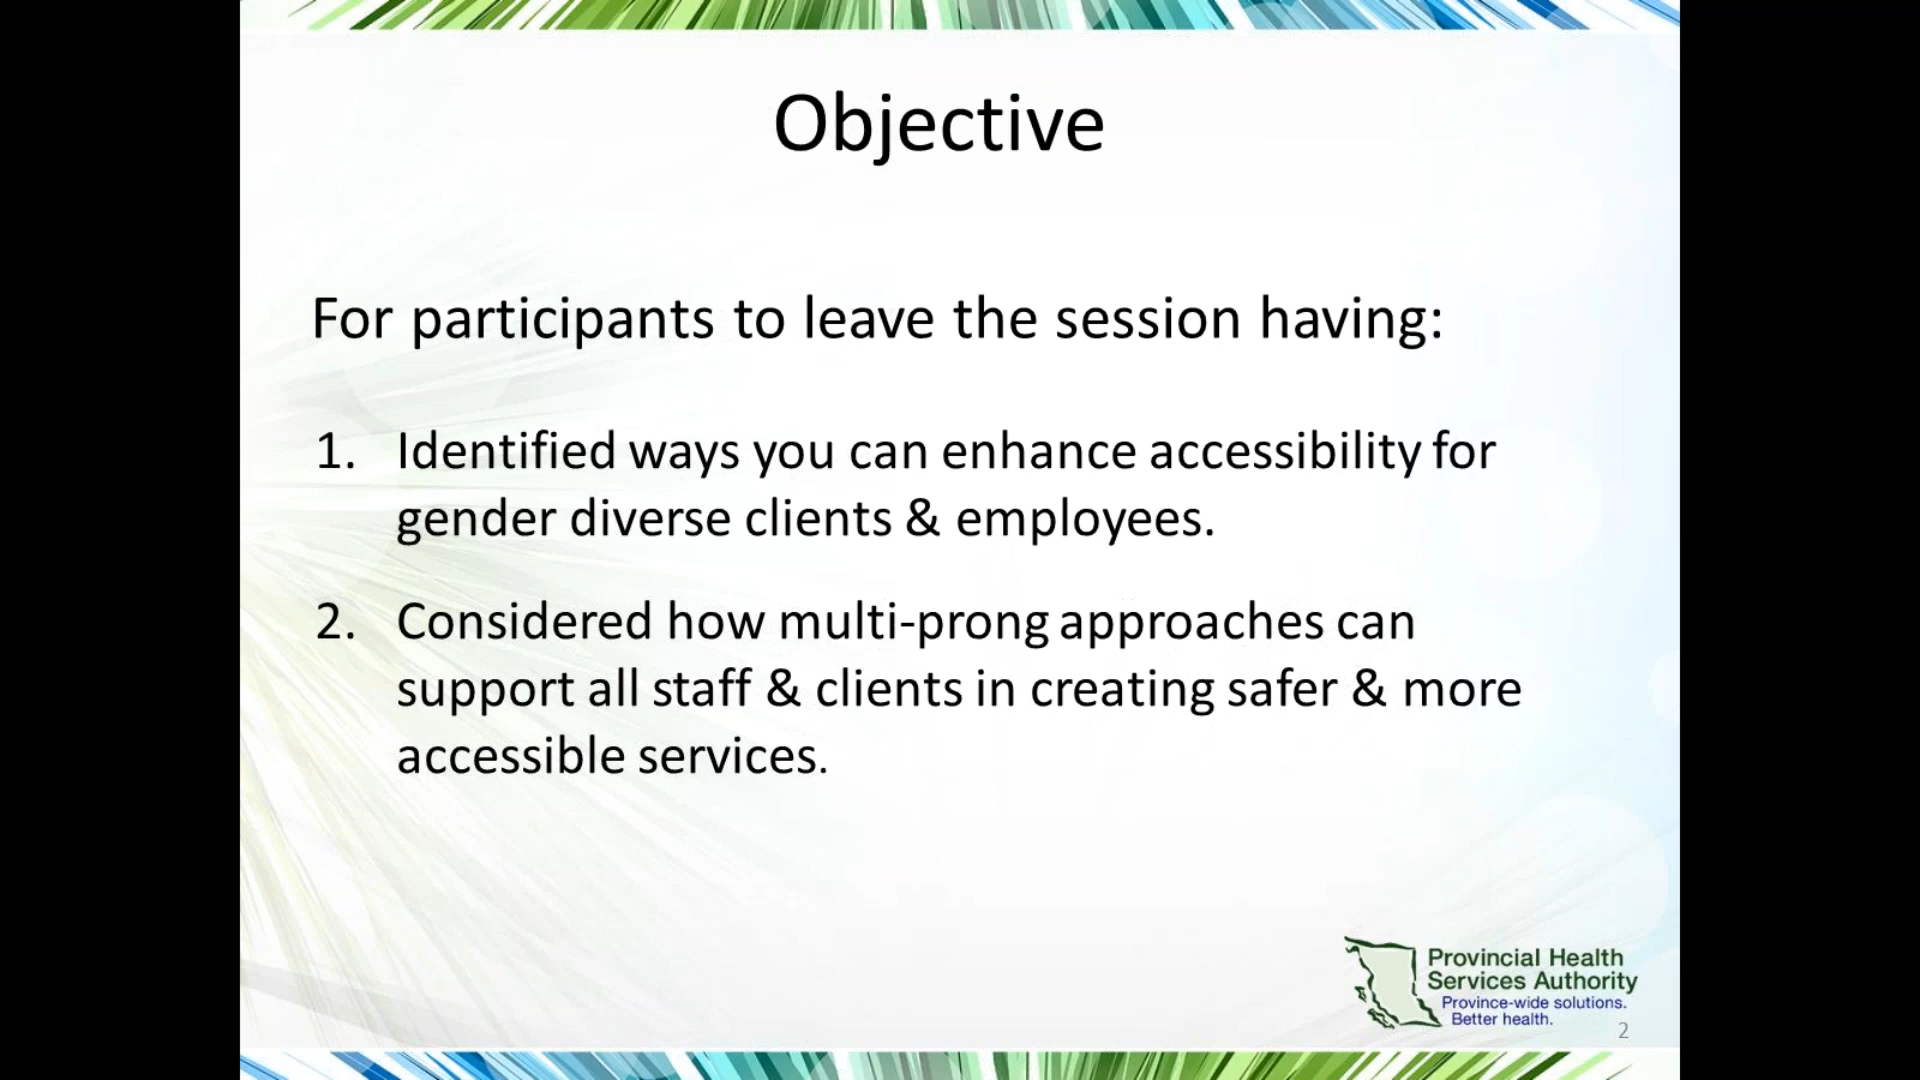 Objective
For participants to leave the session having:
1. Identified ways you can enhance accessibility for
gender diverse clients & employees.
2. Considered how multi-prong approaches can
support all staff & clients in creating safer & more
accessible services.
Provincial Health
Services Authority
Province-wide solutions.
Better health.
2